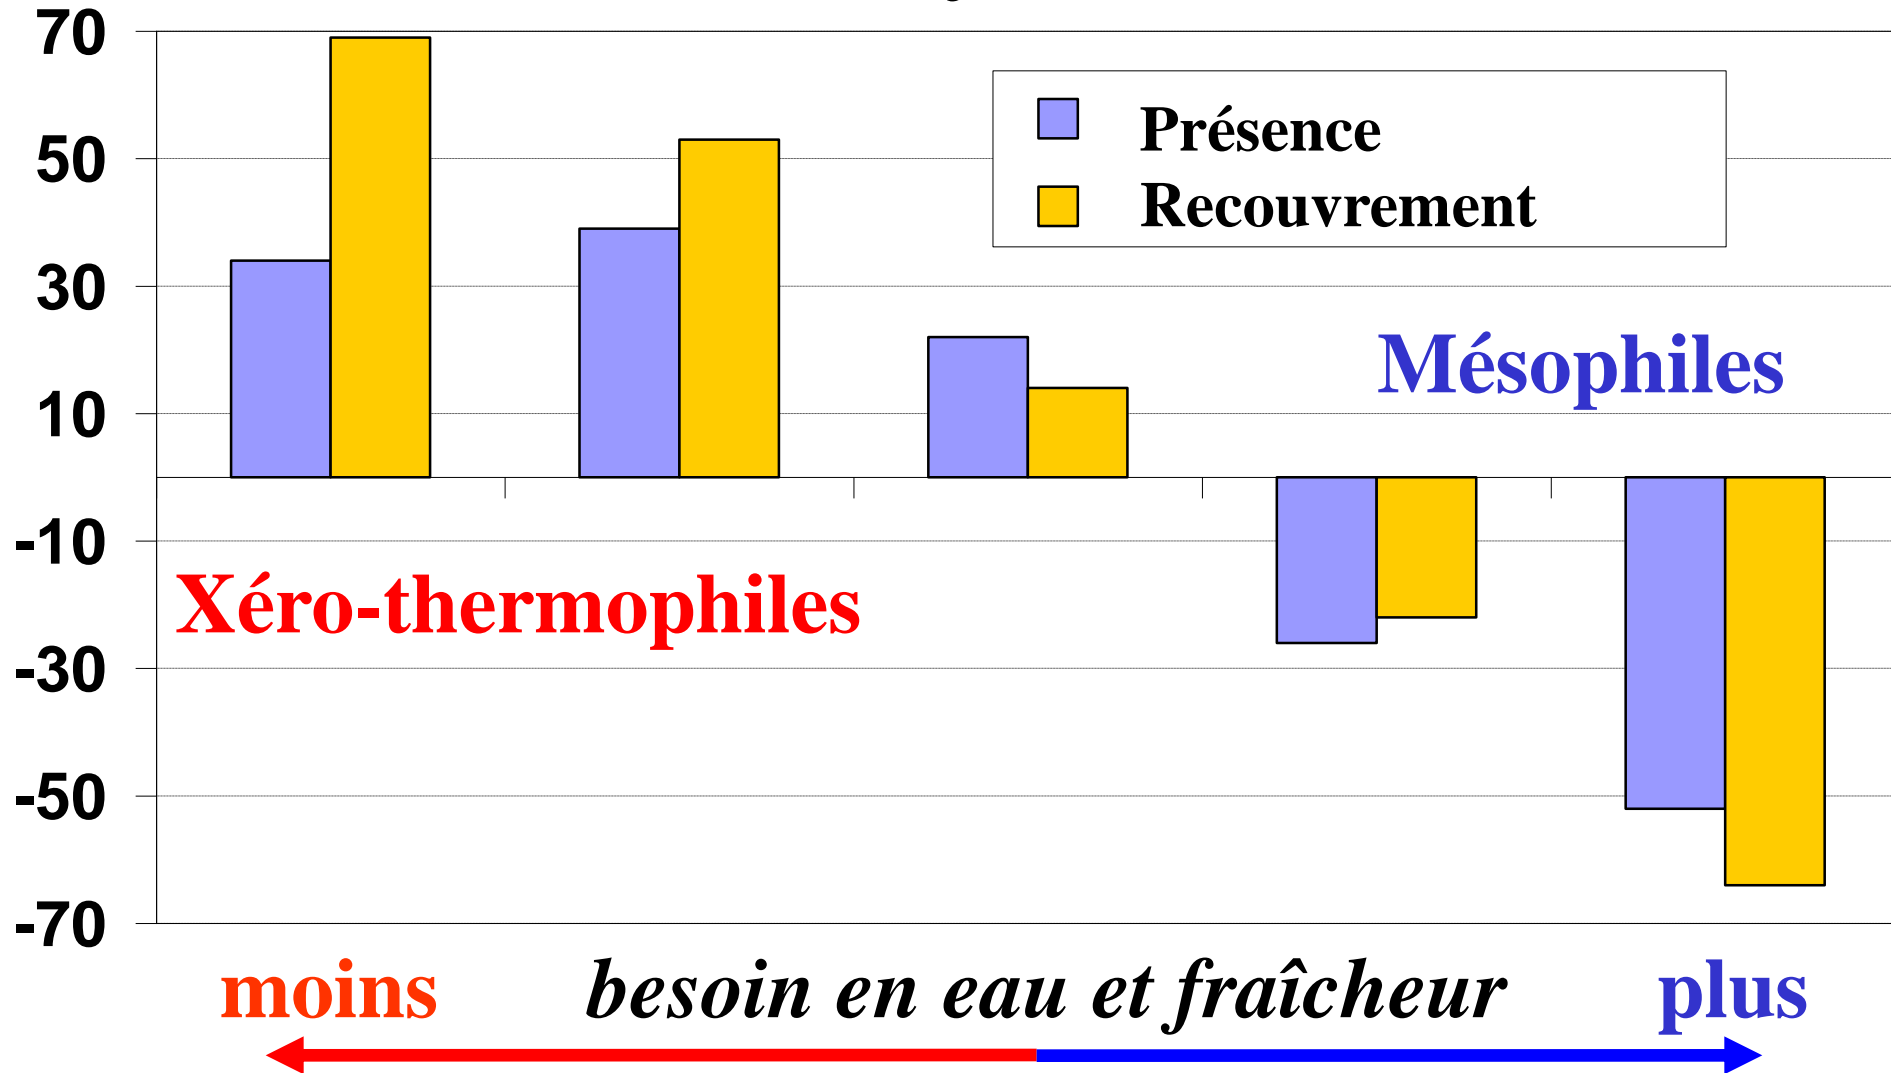 70
50
30
10
-10
-30
-50
-70
Présence
Recouvrement
Mésophiles
Xéro-thermophiles
moins besoin en eau et fraîcheur plus